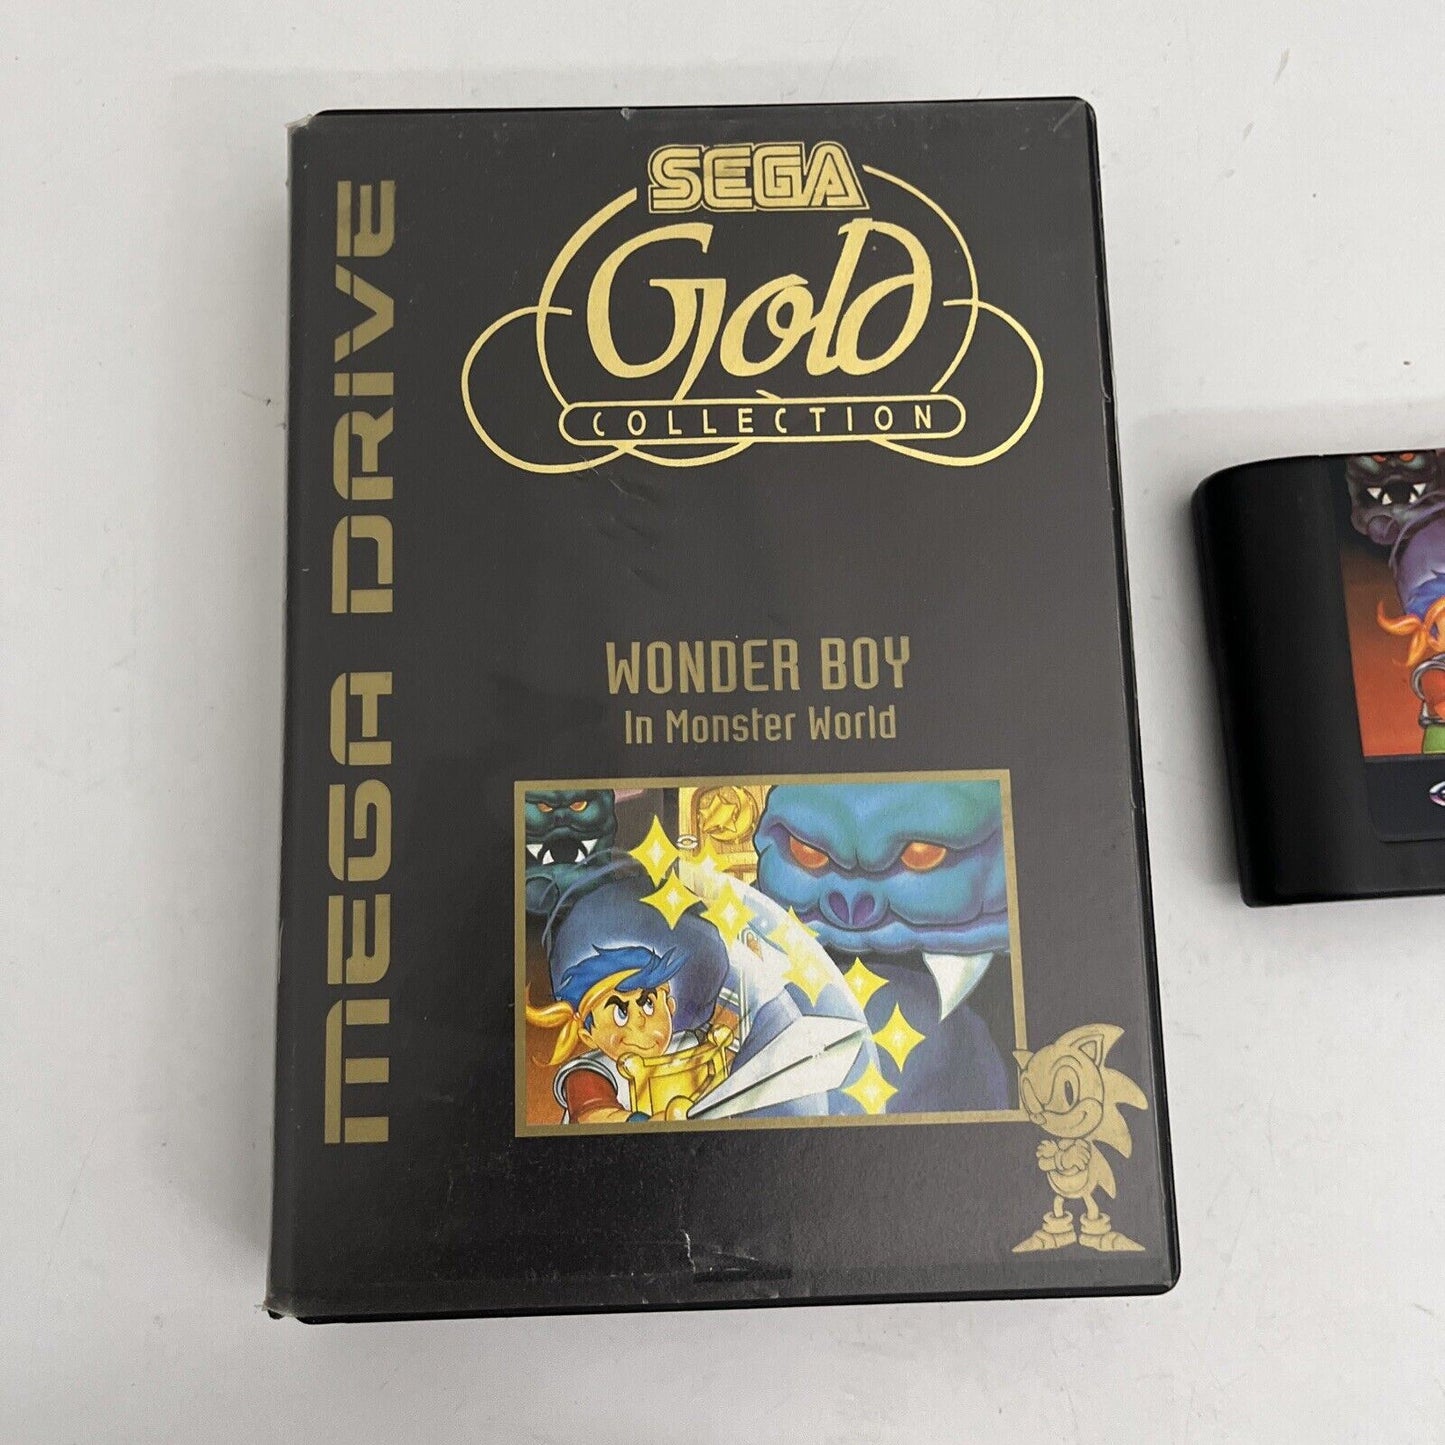 SEGA
Gold
COLLECTION
MEGA DRIVE
WONDER BOY
In Monster World